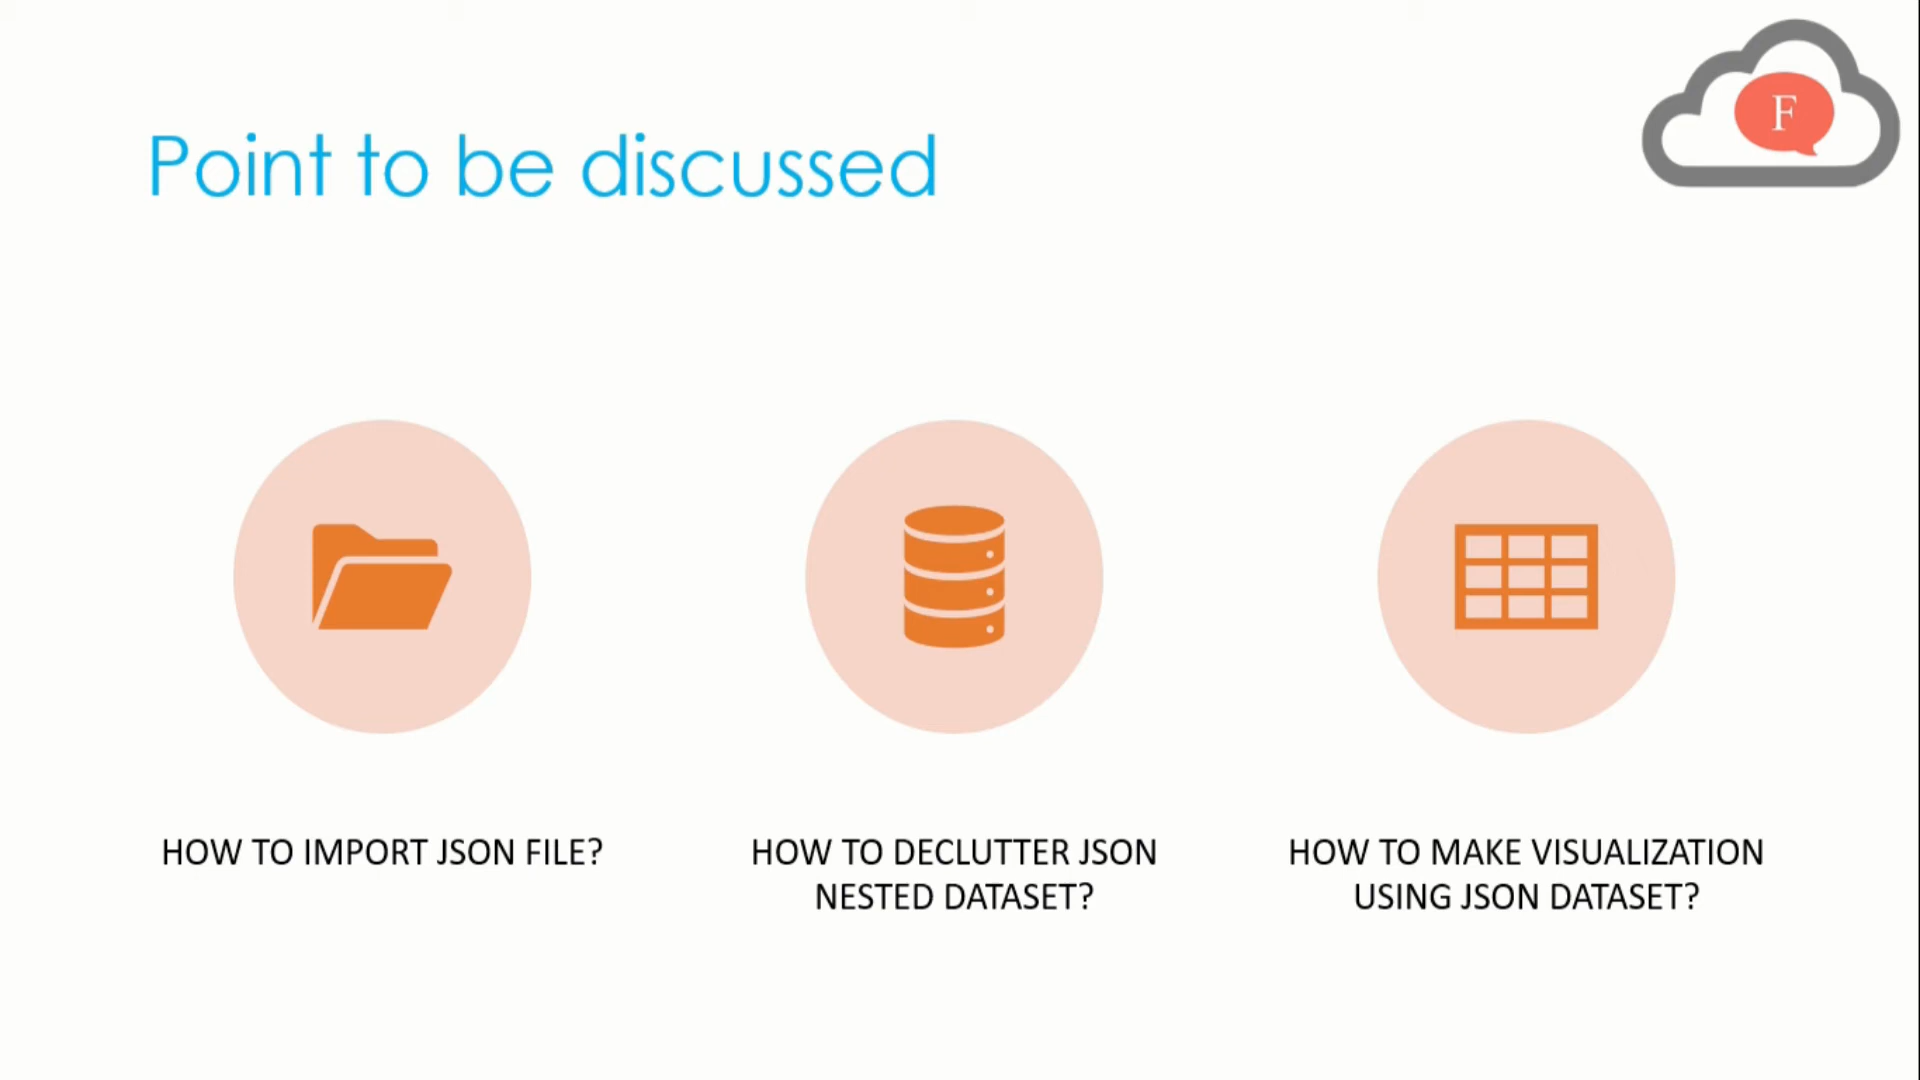 F
Point to be discussed
HOW TO IMPORT JSON FILE?
HOW TO DECLUTTER JSON
NESTED DATASET?
HOW TO MAKE VISUALIZATION
USING JSON DATASET?